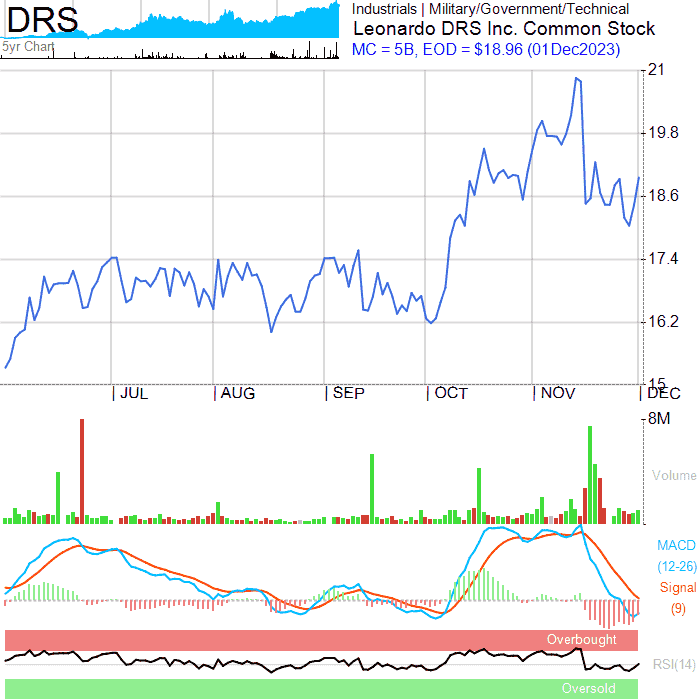 DRS
5yr Chart
Industrials | Military/Government/Technical
Leonardo DRS Inc. Common Stock
MC = 5B, EOD = $18.96 (01Dec2023)
21
19.8
18.6
17.4
16.2
15
JUL
AUG
SEP
OCT
NOV
DEC
8M
Volume
MACD
(12-26)
Signal
(9)
Overbought
RSI(14)
Oversold